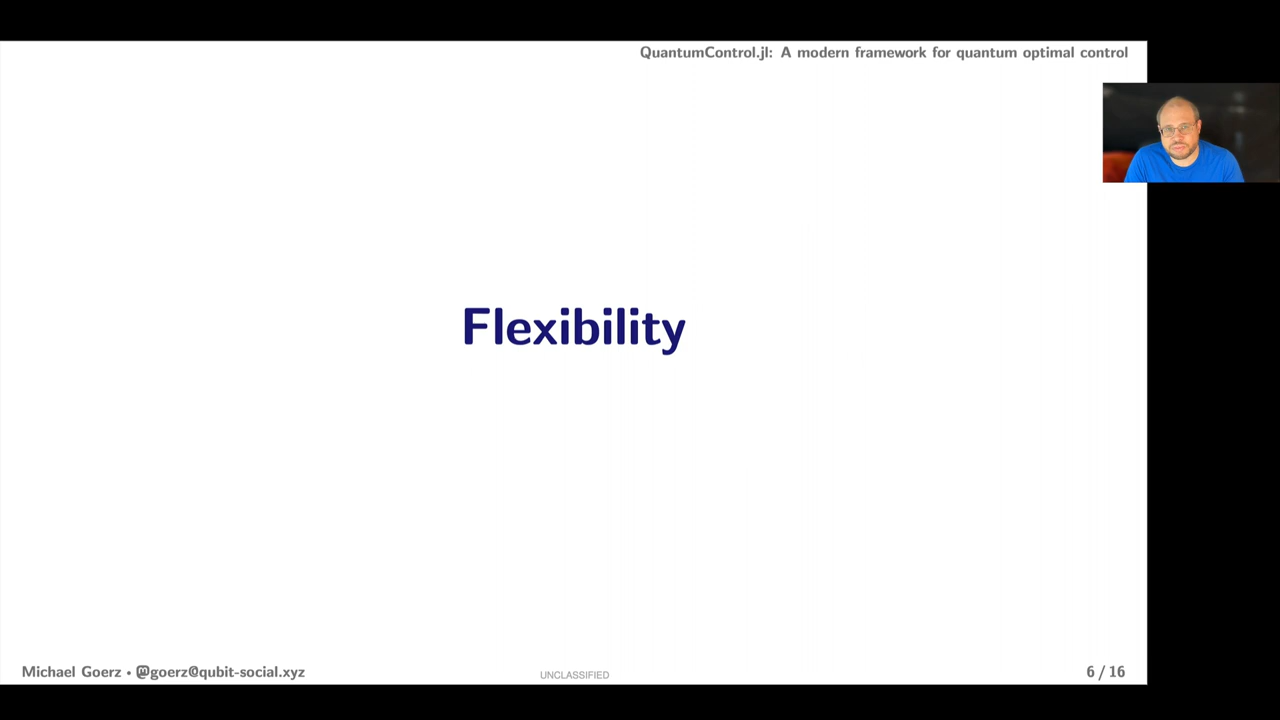 QuantumControl.jl: A modern framework for quantum optimal control
Flexibility
Michael Goerz • @goerz@qubit-social.xyz
UNCLASSIFIED
6 / 16